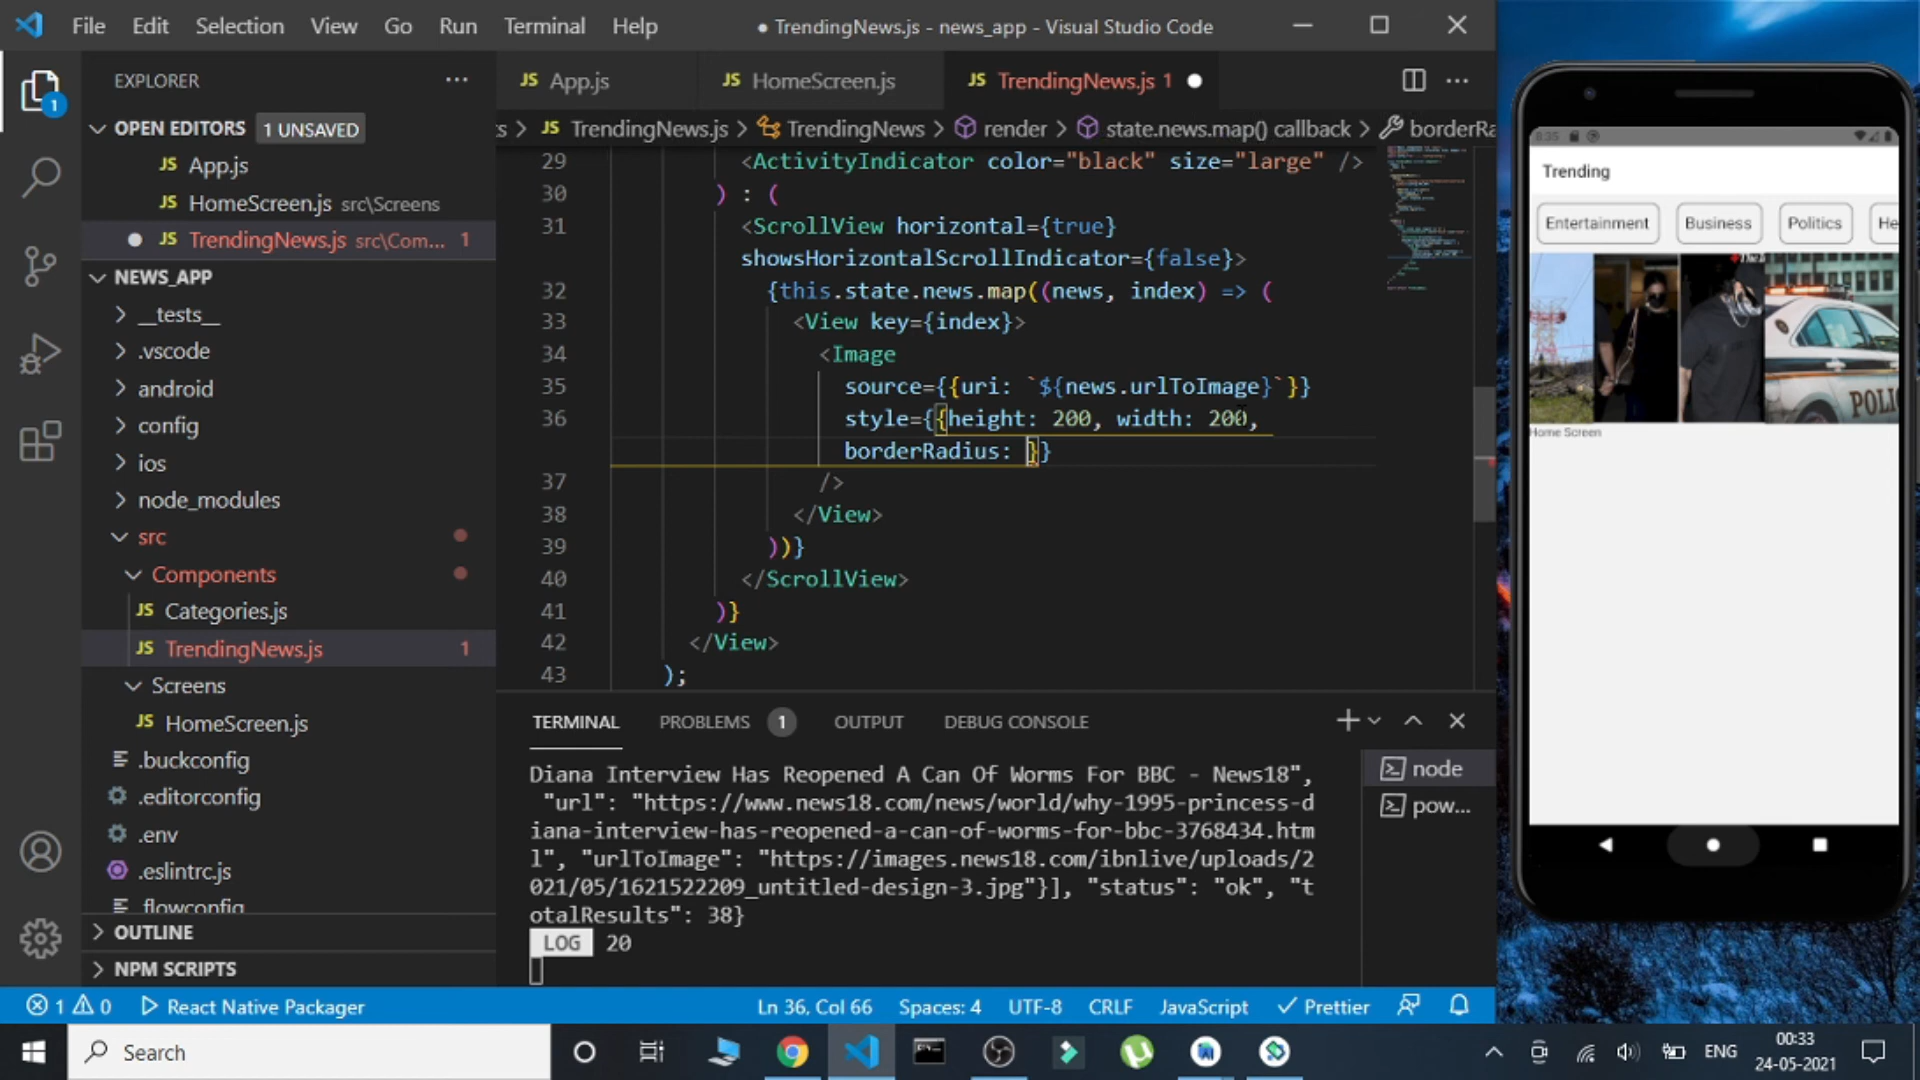 File Edit Selection View Go Run Terminal Help
● TrendingNews.js - news_app - Visual Studio Code
EXPLORER
OPEN EDITORS 1 UNSAVED
JS App.js
JS HomeScreen.js src\Screens
JS TrendingNews.js src\Com... 1
NEWS_APP
__tests__
.vscode
android
config
ios
node_modules
src
Components
JS Categories.js
JS TrendingNews.js 1
Screens
JS HomeScreen.js
.buckconfig
.editorconfig
.env
.eslintrc.js
.flowconfig
OUTLINE
NPM SCRIPTS
1
JS App.js JS HomeScreen.js JS TrendingNews.js 1
JS TrendingNews.js > TrendingNews > render > state.news.map() callback > borderRa
29 <ActivityIndicator color="black" size="large" />
30 ) : (
31 <ScrollView horizontal={true}
showsHorizontalScrollIndicator={false}>
32 {this.state.news.map((news, index) => (
33 <View key={index}>
34 <Image
35 source={{uri: `${news.urlToImage}`}}
36 style={{height: 200, width: 200,
borderRadius: }}
37 />
38 </View>
39 ))}
40 </ScrollView>
41 )}
42 </View>
43 );
TERMINAL PROBLEMS 1 OUTPUT DEBUG CONSOLE
Diana Interview Has Reopened A Can Of Worms For BBC - News18",
"url": "https://www.news18.com/news/world/why-1995-princess-d
iana-interview-has-reopened-a-can-of-worms-for-bbc-3768434.htm
l", "urlToImage": "https://images.news18.com/ibnlive/uploads/2
021/05/1621522209_untitled-design-3.jpg"}], "status": "ok", "t
otalResults": 38}
LOG 20
node
pow...
1 0 React Native Packager Ln 36, Col 66 Spaces: 4 UTF-8 CRLF JavaScript Prettier
8:35
Trending
Entertainment Business Politics He
POLIC
Home Screen
Search
ENG
00:33
24-05-2021